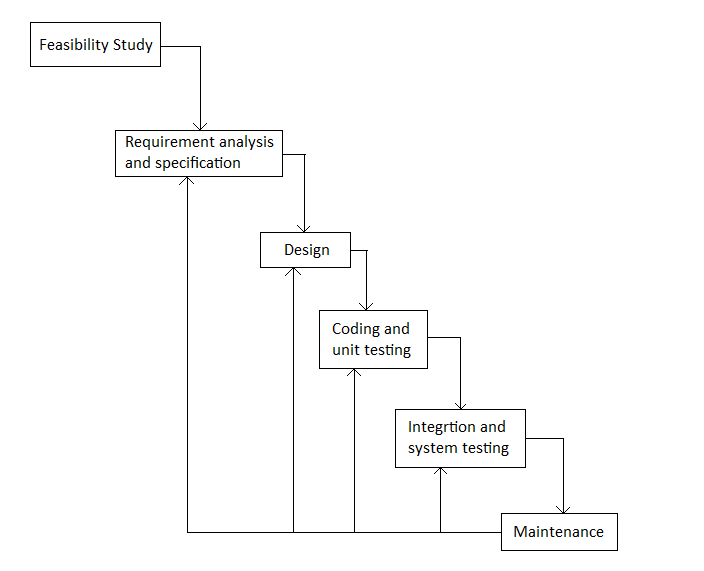 Feasibility Study
Requirement analysis
and specification
Design
Coding and
unit testing
Integrtion and
system testing
Maintenance